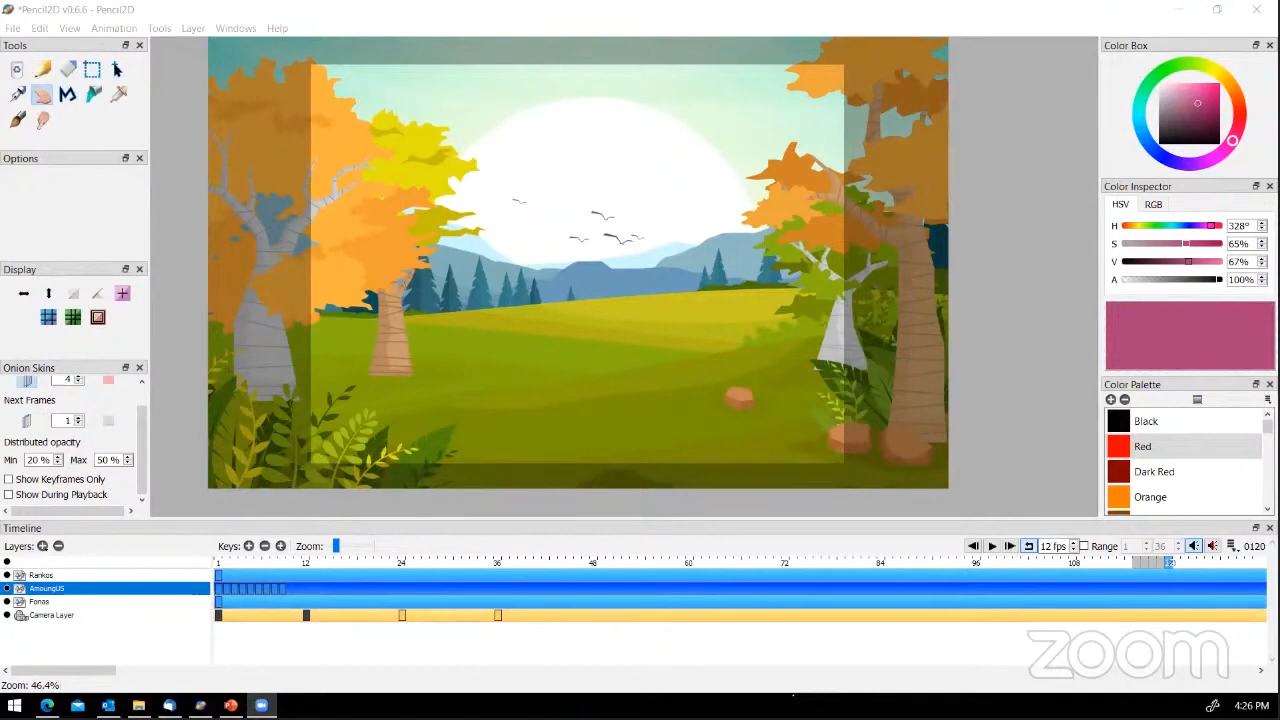 *Pencil2D v0.6.6 - Pencil2D
File Edit View Animation Tools Layer Windows Help
Tools
Options
Display
Onion Skins
4
Next Frames
1
Distributed opacity
Min 20 % Max 50 %
Show Keyframes Only
Show During Playback
Color Box
Color Inspector
HSV RGB
H 328°
S 65%
V 67%
A 100%
Color Palette
Black
Red
Dark Red
Orange
Timeline
Layers: Keys: Zoom: 12 fps Range 1 36 0120
1 12 24 36 48 60 72 84 96 108
Rankos
AmoungUS
Fonas
Camera Layer
zoom
Zoom: 46.4%
4:26 PM